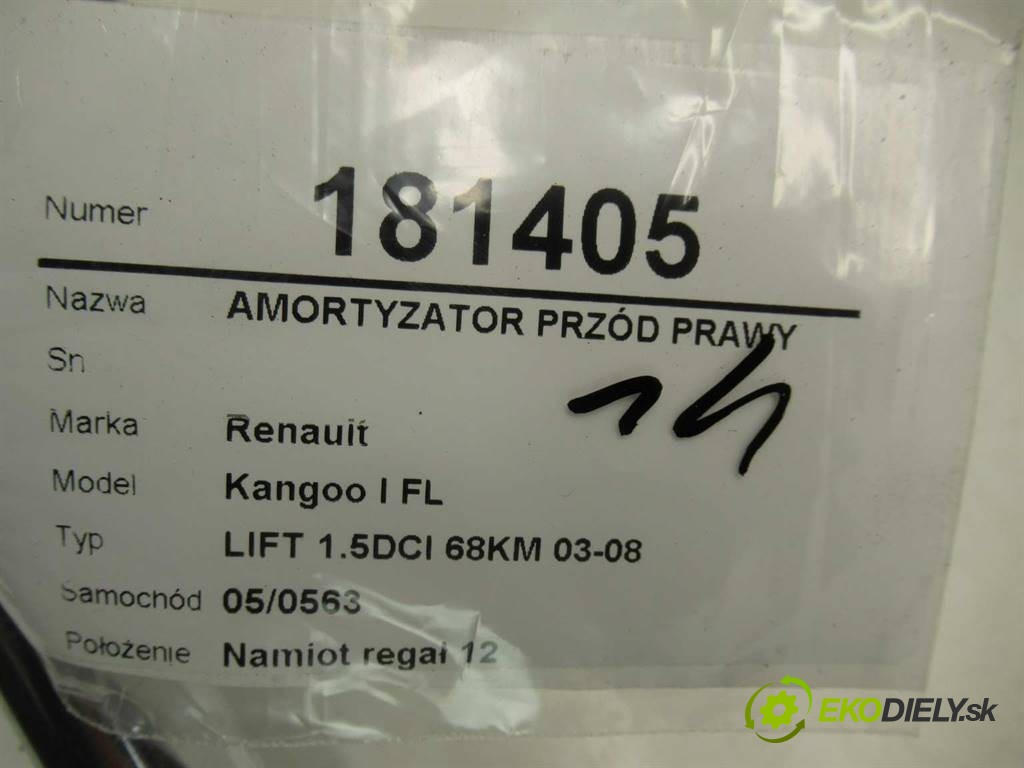 Numer 181405
Nazwa AMORTYZATOR PRZÓD PRAWY
Sn
14
Marka Renault
Model Kangoo I FL
Typ LIFT 1.5DCI 68KM 03-08
Samochód 05/0563
Położenie Namiot regał 12
EKODIELY.sk